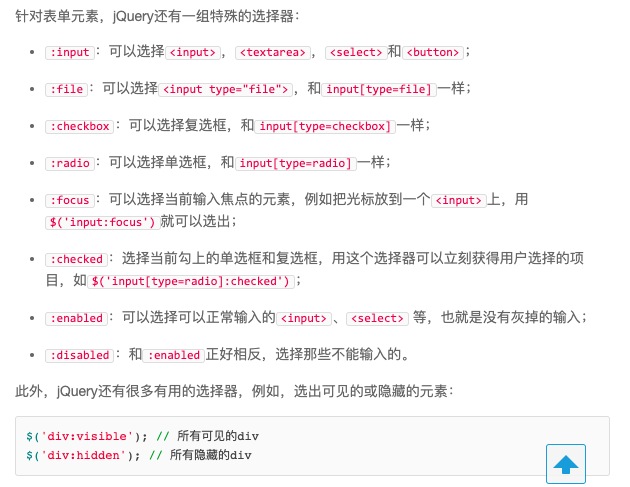 针对表单元素，jQuery还有一组特殊的选择器：
:input：可以选择<input>，<textarea>，<select>和<button>；
:file：可以选择<input type="file">，和input[type=file]一样；
:checkbox：可以选择复选框，和input[type=checkbox]一样；
:radio：可以选择单选框，和input[type=radio]一样；
:focus：可以选择当前输入焦点的元素，例如把光标放到一个<input>上，用
$('input:focus')就可以选出；
:checked：选择当前勾上的单选框和复选框，用这个选择器可以立刻获得用户选择的项
目，如$('input[type=radio]:checked')；
:enabled：可以选择可以正常输入的<input>、<select> 等，也就是没有灰掉的输入；
:disabled：和:enabled正好相反，选择那些不能输入的。
此外，jQuery还有很多有用的选择器，例如，选出可见的或隐藏的元素：
$('div:visible'); // 所有可见的div
$('div:hidden'); // 所有隐藏的div